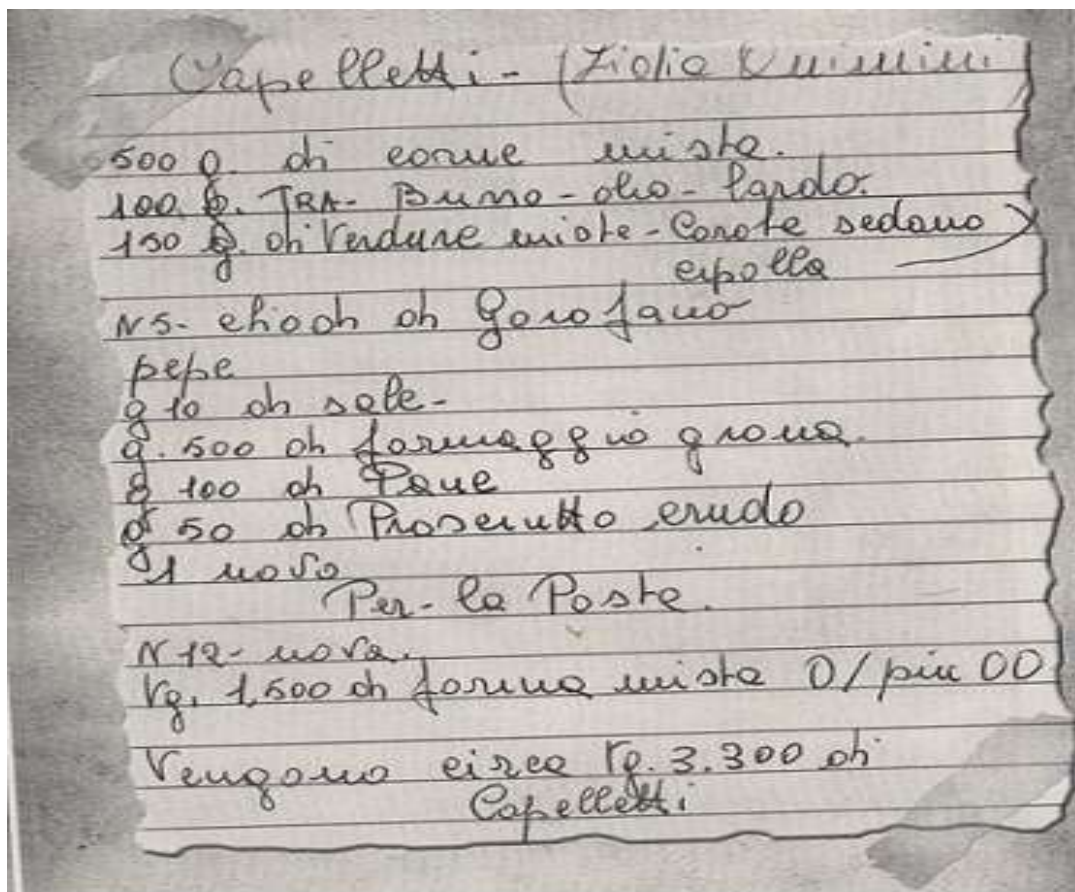 Capelletti - (
500 g. di carne mista.
100 g. TRA- Burro - olio - Lardo.
150 g. di Verdure miste - Carote sedano
cipolla
N 5 - chiodi di Garofano
pepe
g 10 di sale -
g. 500 di formaggio grana.
g 100 di Pane
g 50 di Prosciutto crudo
1 uovo
Per - la Pasta.
N 12 - uova.
Kg. 1,500 di farina mista 0/ più 00
Vengono circa Kg. 3.300 di
Capelletti